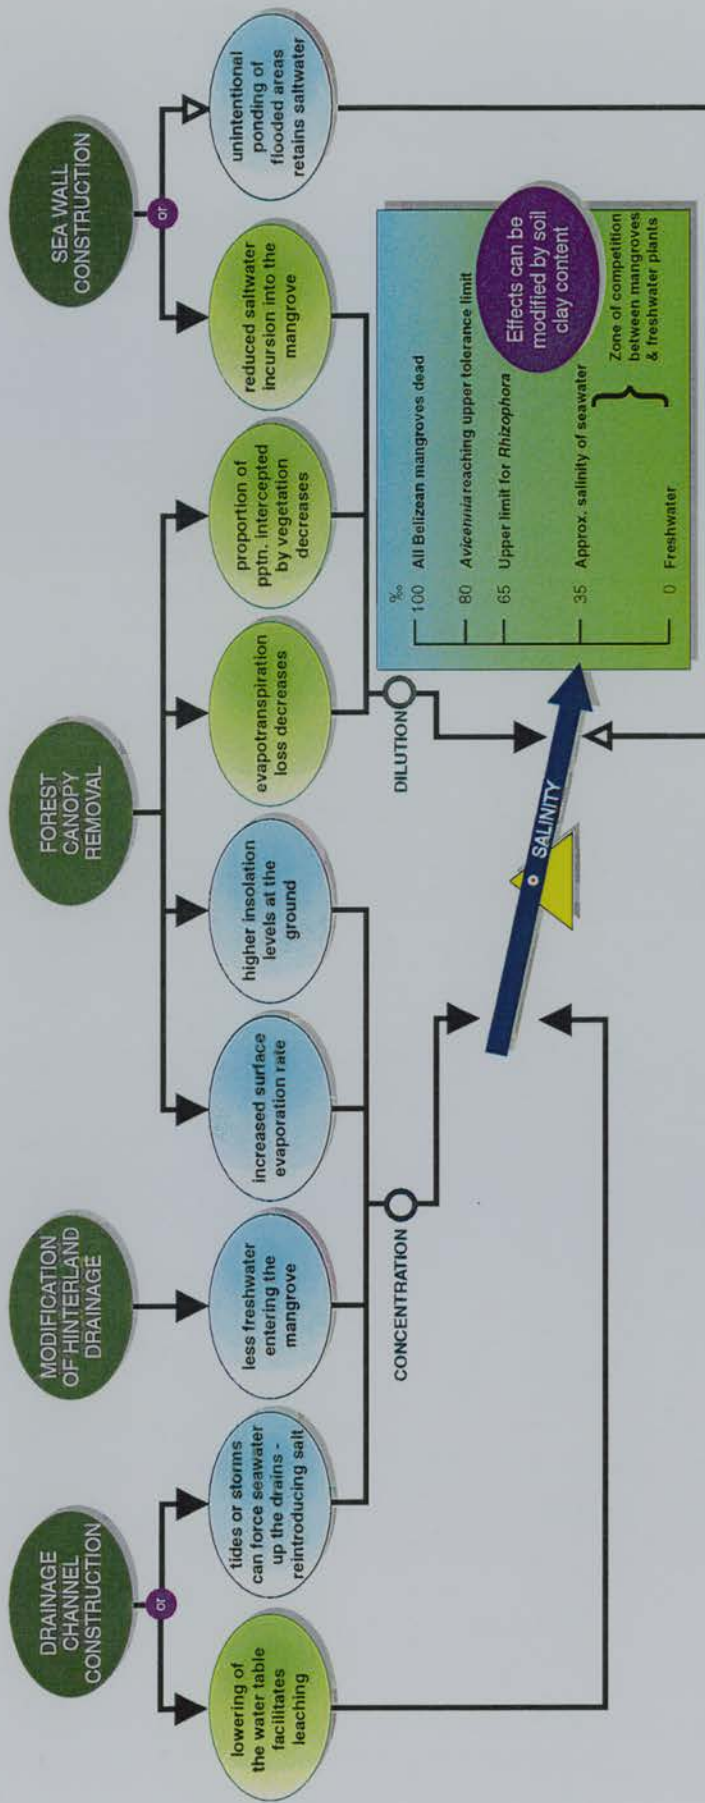 DRAINAGE
CHANNEL
CONSTRUCTION
MODIFICATION
OF HINTERLAND
DRAINAGE
FOREST
CANOPY
REMOVAL
SEA WALL
CONSTRUCTION
or
or
lowering of
the water table
facilitates
leaching
tides or storms
can force seawater
up the drains -
reintroducing salt
less freshwater
entering the
mangrove
increased surface
evaporation rate
higher insolation
levels at the
ground
evapotranspiration
loss decreases
proportion of
pptn. intercepted
by vegetation
decreases
reduced saltwater
incursion into the
mangrove
unintentional
ponding of
flooded areas
retains saltwater
CONCENTRATION
DILUTION
SALINITY
‰
100 All Belizean mangroves dead
80 Avicennia reaching upper tolerance limit
65 Upper limit for Rhizophora
35 Approx. salinity of seawater
0 Freshwater
Effects can be
modified by soil
clay content
Zone of competition
between mangroves
& freshwater plants